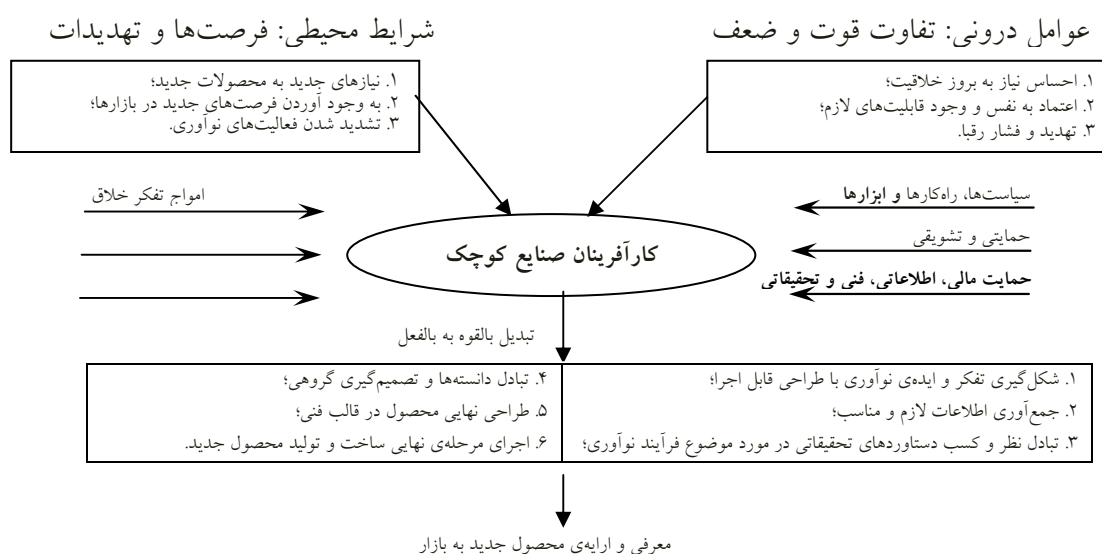 عوامل درونی: تفاوت قوت و ضعف
۱. احساس نیاز به بروز خلاقیت؛
۲. اعتماد به نفس و وجود قابلیت‌های لازم؛
۳. تهدید و فشار رقبا.
شرایط محیطی: فرصت‌ها و تهدیدات
۱. نیازهای جدید به محصولات جدید؛
۲. به وجود آوردن فرصت‌های جدید در بازارها؛
۳. تشدید شدن فعالیت‌های نوآوری.
سیاست‌ها، راه‌کارها و ابزارها
حمایتی و تشویقی
حمایت مالی، اطلاعاتی، فنی و تحقیقاتی
کارآفرینان صنایع کوچک
امواج تفکر خلاق
تبدیل بالقوه به بالفعل
۱. شکل‌گیری تفکر و ایده‌ی نوآوری با طراحی قابل اجرا؛
۲. جمع‌آوری اطلاعات لازم و مناسب؛
۳. تبادل نظر و کسب دستاوردهای تحقیقاتی در مورد موضوع فرآیند نوآوری؛
۴. تبادل دانسته‌ها و تصمیم‌گیری گروهی؛
۵. طراحی نهایی محصول در قالب فنی؛
۶. اجرای مرحله‌ی نهایی ساخت و تولید محصول جدید.
معرفی و ارایه‌ی محصول جدید به بازار